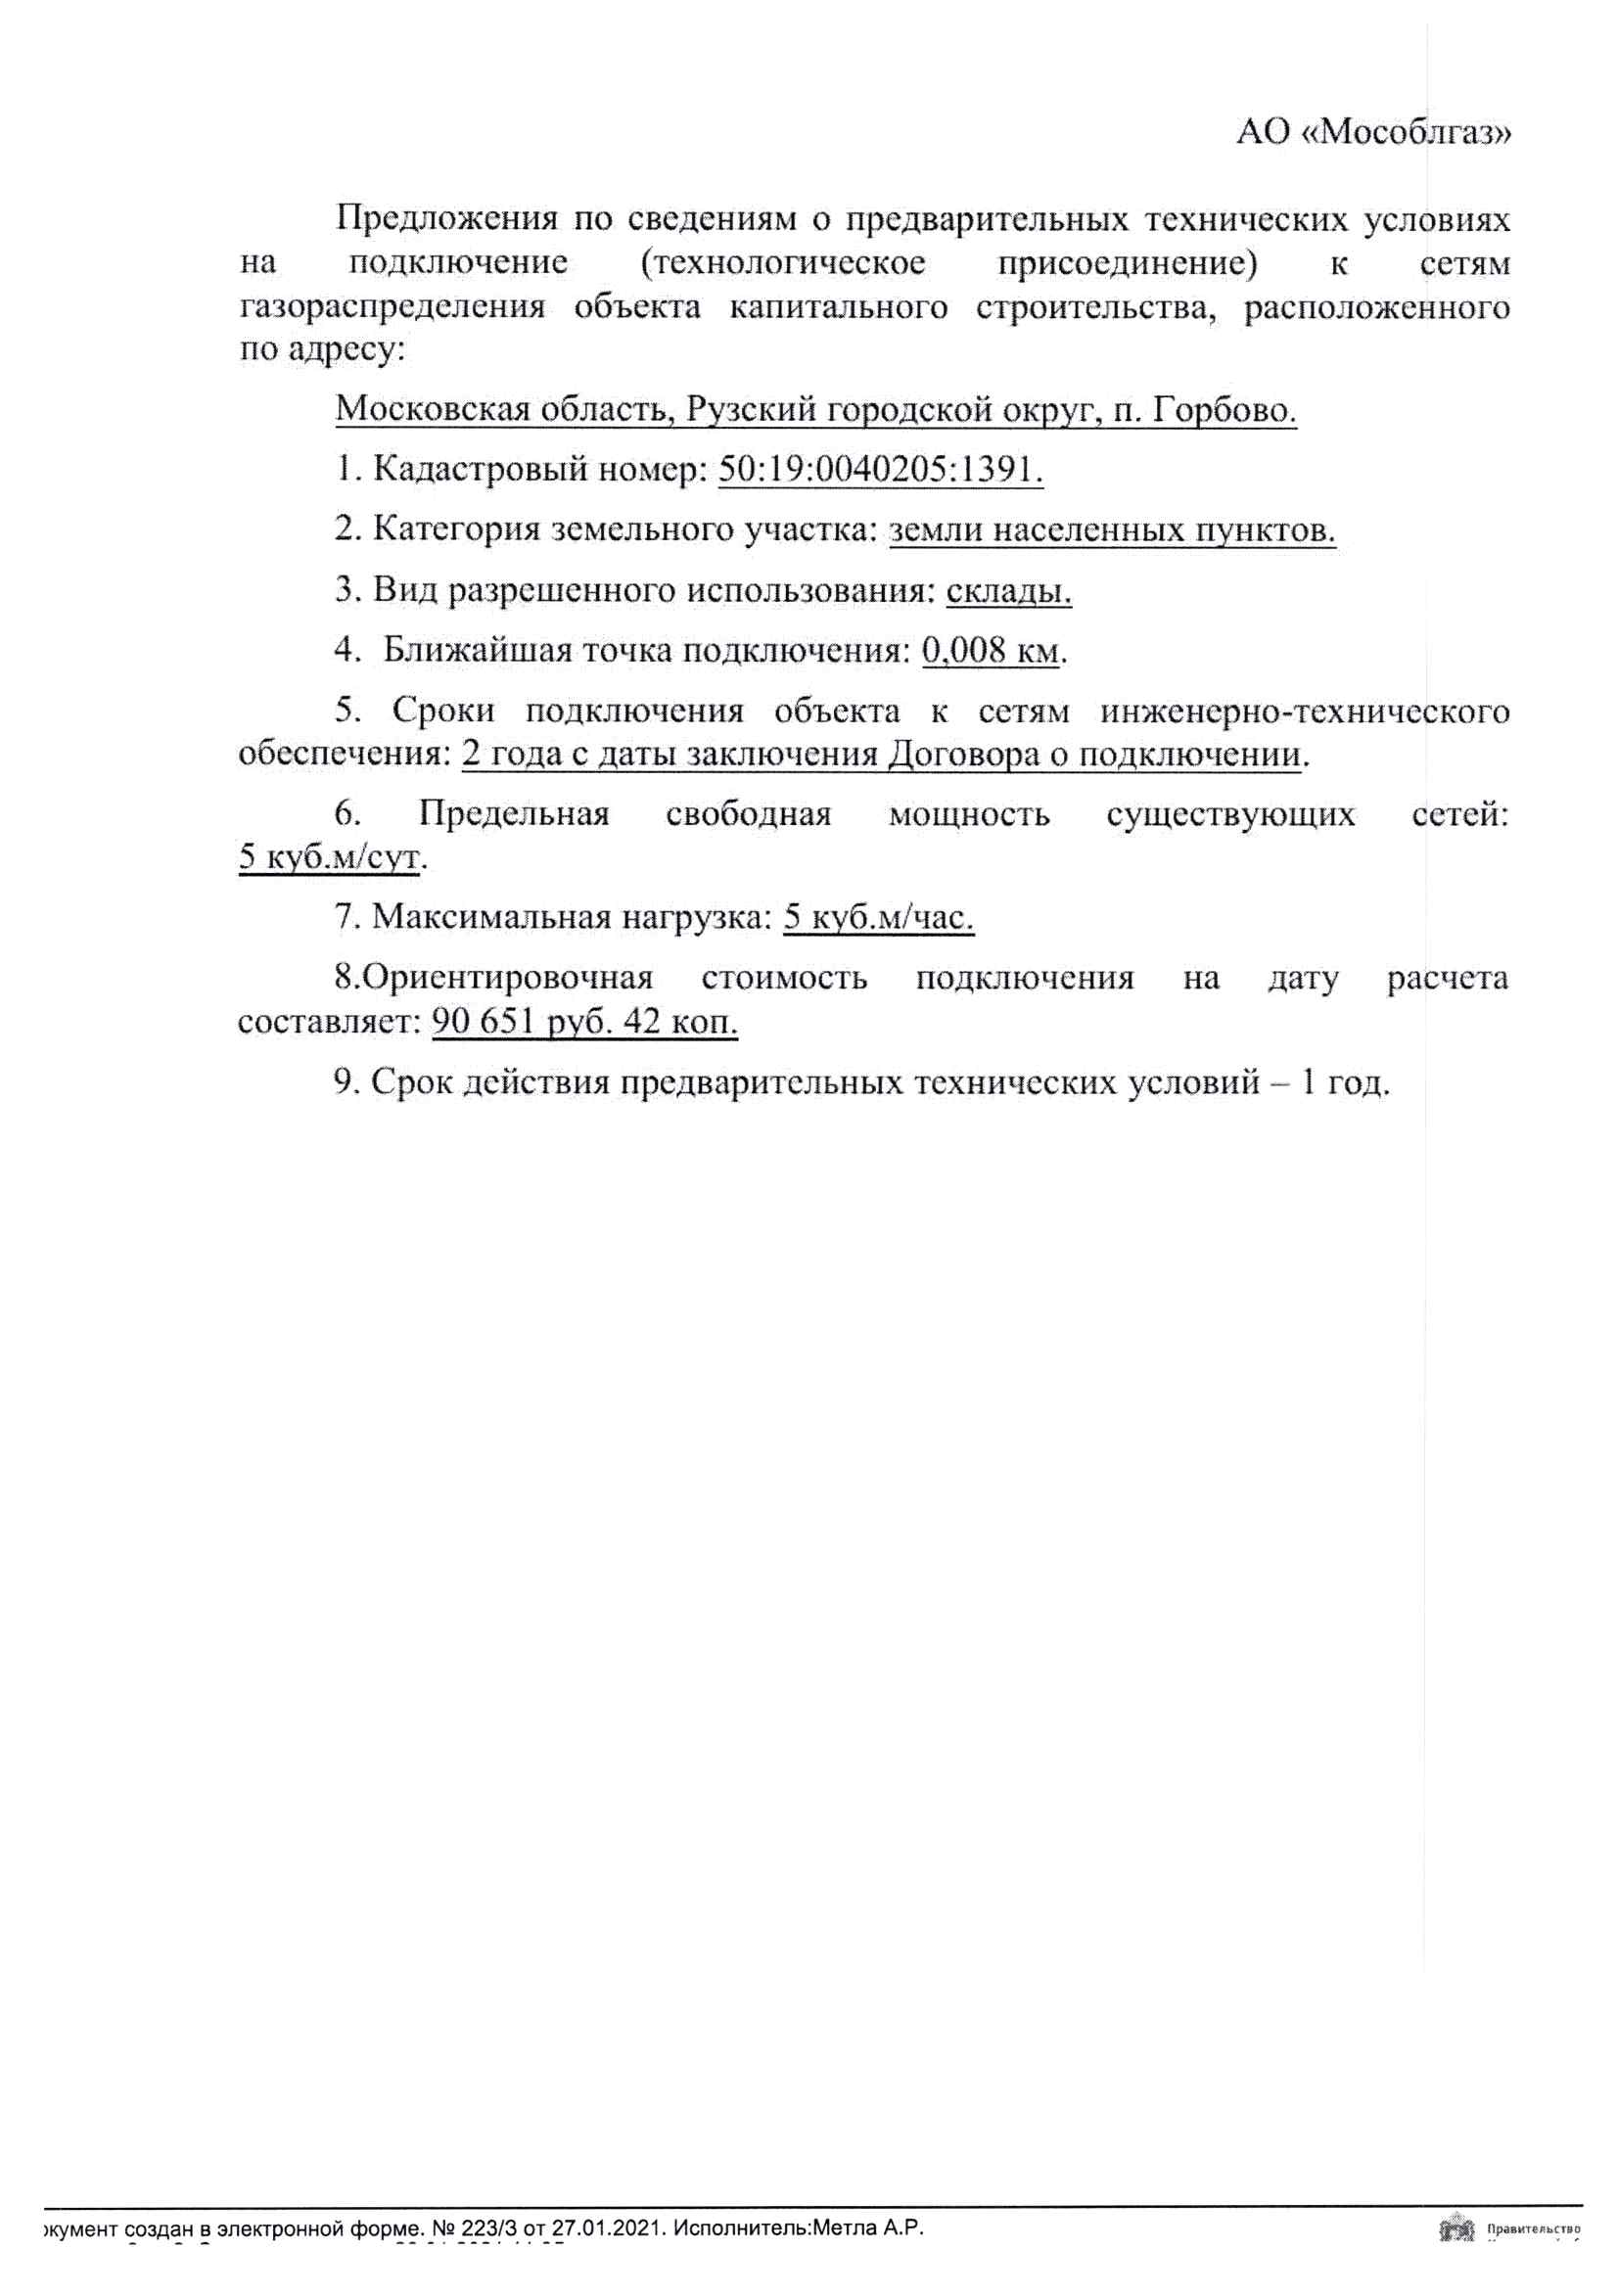 АО «Мособлгаз»
Предложения по сведениям о предварительных технических условиях
на подключение (технологическое присоединение) к сетям
газораспределения объекта капитального строительства, расположенного
по адресу:
Московская область, Рузский городской округ, п. Горбово.
1. Кадастровый номер: 50:19:0040205:1391.
2. Категория земельного участка: земли населенных пунктов.
3. Вид разрешенного использования: склады.
4. Ближайшая точка подключения: 0,008 км.
5. Сроки подключения объекта к сетям инженерно-технического
обеспечения: 2 года с даты заключения Договора о подключении.
6. Предельная свободная мощность существующих сетей:
5 куб.м/сут.
7. Максимальная нагрузка: 5 куб.м/час.
8.Ориентировочная стоимость подключения на дату расчета
составляет: 90 651 руб. 42 коп.
9. Срок действия предварительных технических условий – 1 год.
окумент создан в электронной форме. № 223/3 от 27.01.2021. Исполнитель:Метла А.Р.
Правительство